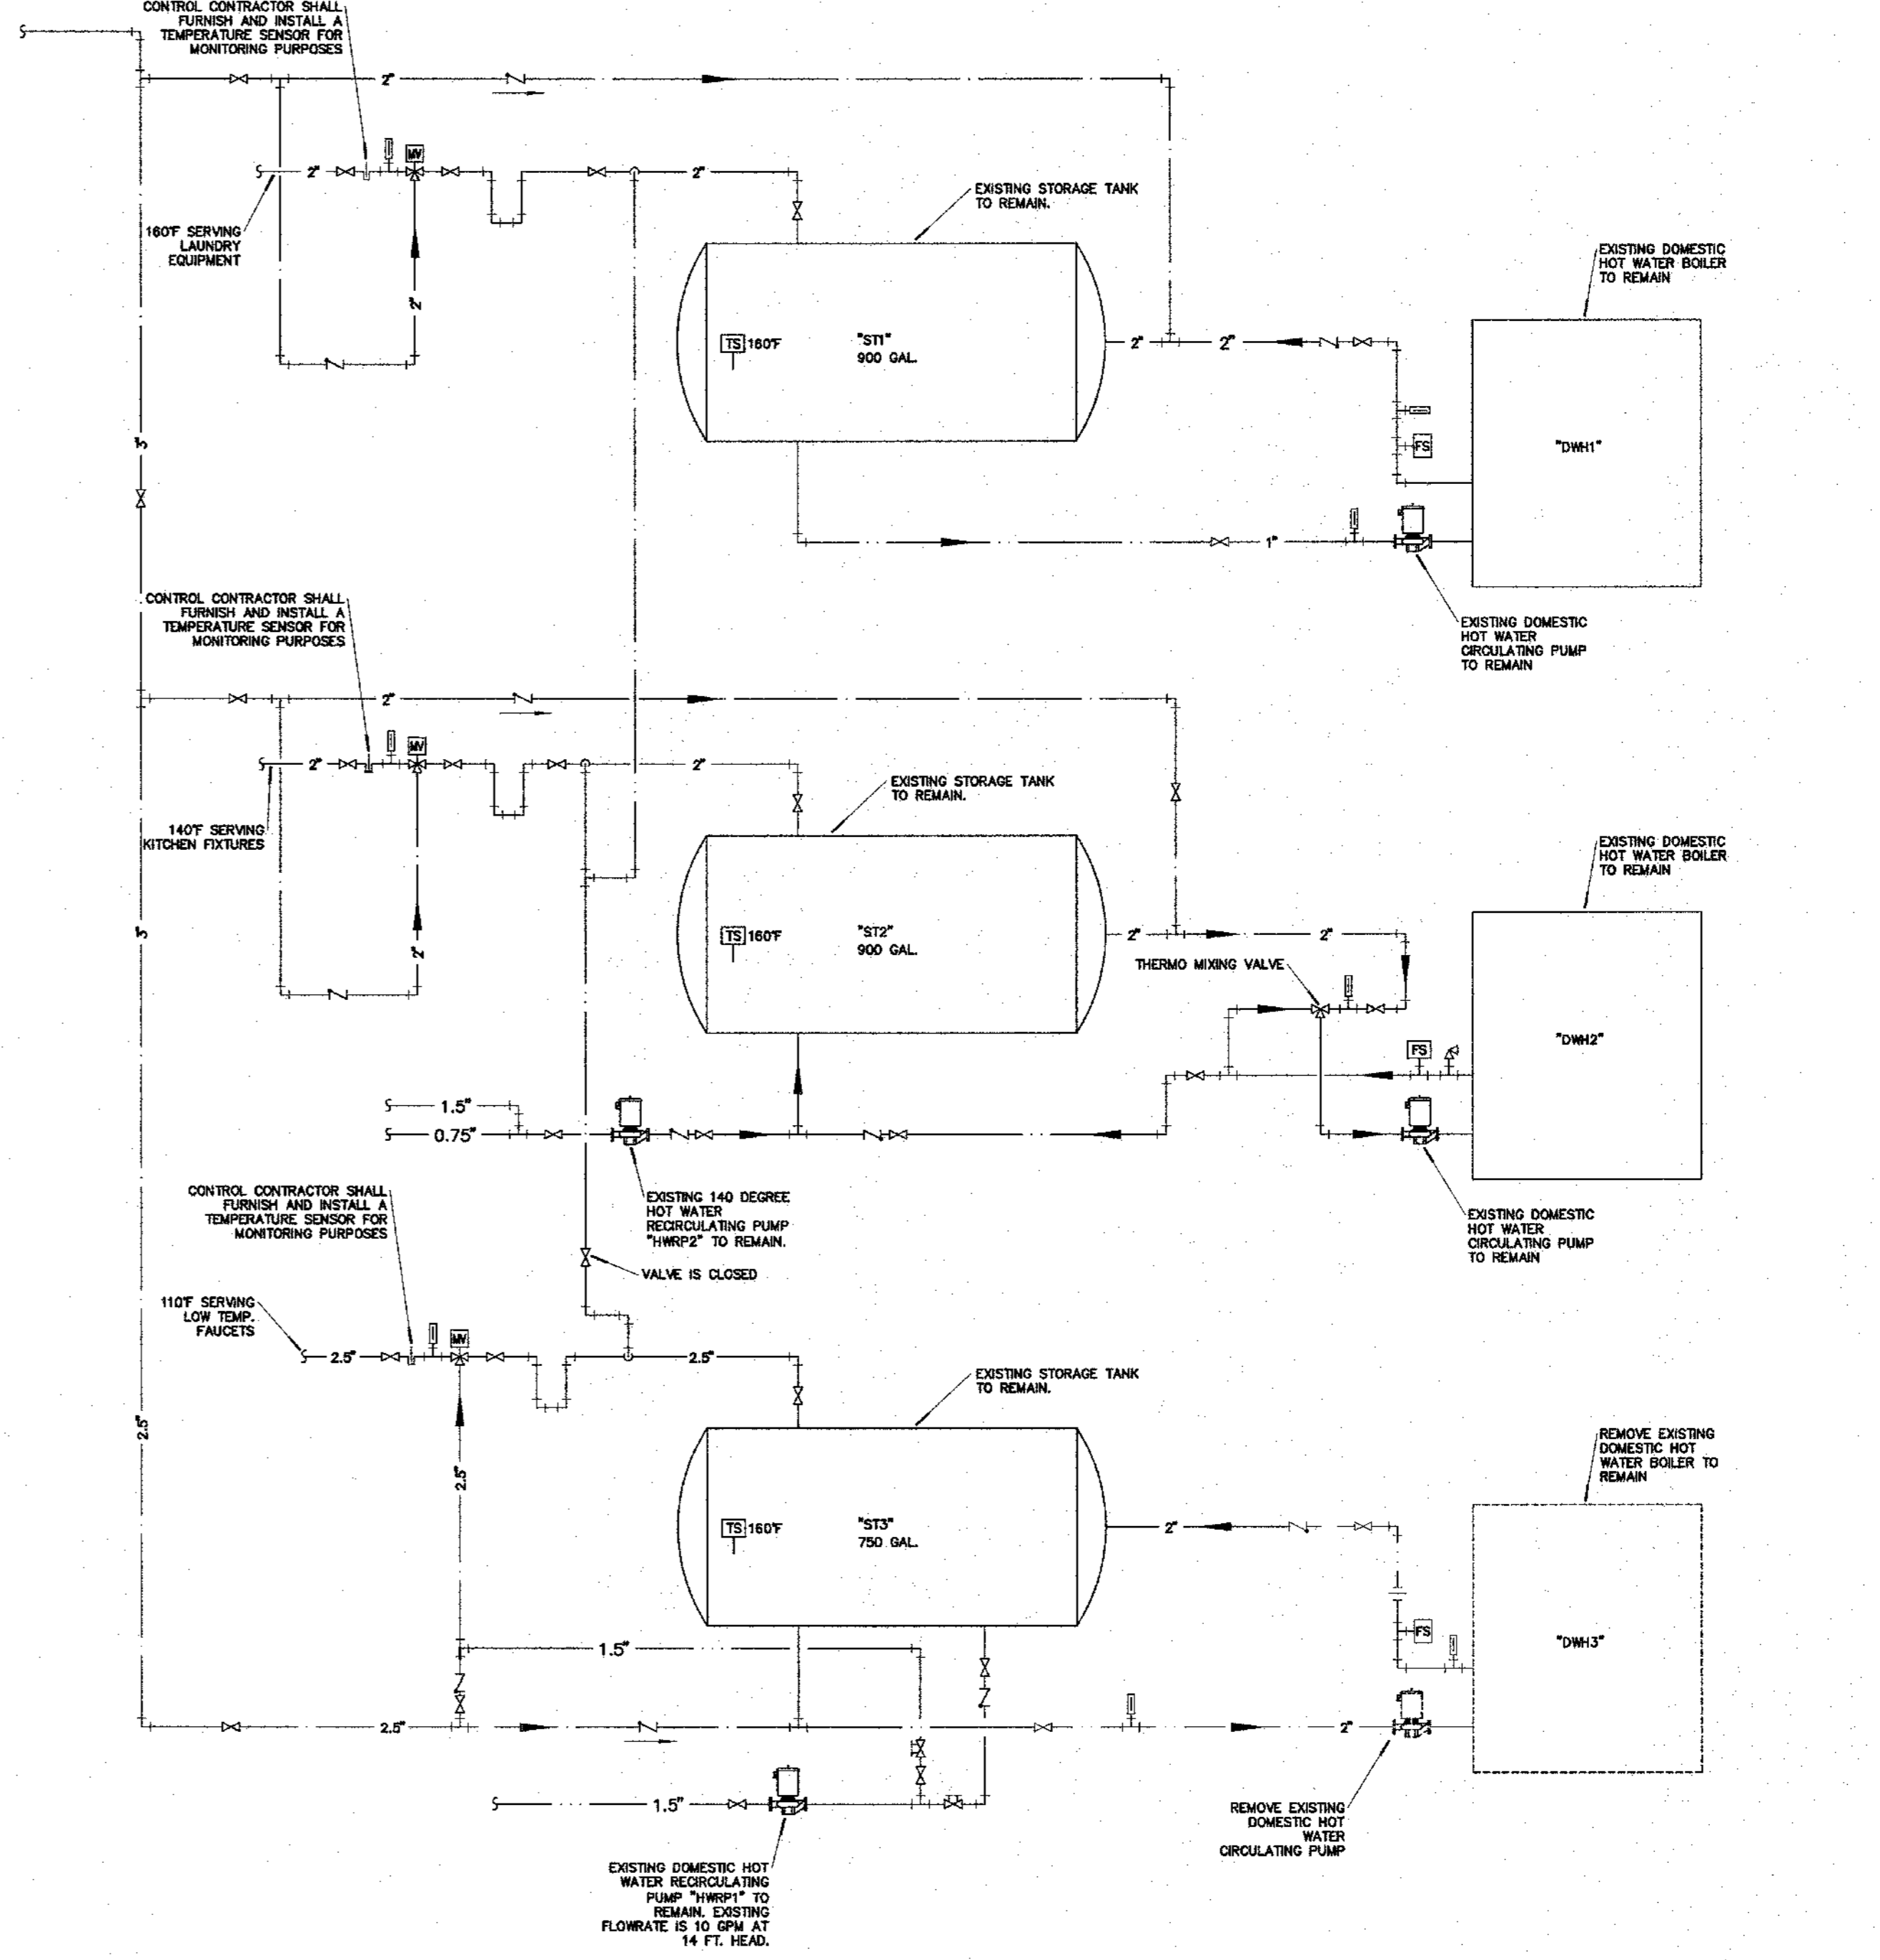 CONTROL CONTRACTOR SHALL
FURNISH AND INSTALL A
TEMPERATURE SENSOR FOR
MONITORING PURPOSES
2"
MV
2"
2"
160°F SERVING
LAUNDRY
EQUIPMENT
2"
EXISTING STORAGE TANK
TO REMAIN.
TS 160°F
"ST1"
900 GAL.
2"
2"
EXISTING DOMESTIC
HOT WATER BOILER
TO REMAIN
FS
"DWH1"
3"
1"
EXISTING DOMESTIC
HOT WATER
CIRCULATING PUMP
TO REMAIN
CONTROL CONTRACTOR SHALL
FURNISH AND INSTALL A
TEMPERATURE SENSOR FOR
MONITORING PURPOSES
2"
MV
2"
2"
140°F SERVING
KITCHEN FIXTURES
EXISTING STORAGE TANK
TO REMAIN.
EXISTING DOMESTIC
HOT WATER BOILER
TO REMAIN
3"
2"
TS 160°F
"ST2"
900 GAL.
2"
2"
THERMO MIXING VALVE
FS
"DWH2"
1.5"
0.75"
EXISTING 140 DEGREE
HOT WATER
RECIRCULATING PUMP
"HWRP2" TO REMAIN.
VALVE IS CLOSED
EXISTING DOMESTIC
HOT WATER
CIRCULATING PUMP
TO REMAIN
CONTROL CONTRACTOR SHALL
FURNISH AND INSTALL A
TEMPERATURE SENSOR FOR
MONITORING PURPOSES
110°F SERVING
LOW TEMP.
FAUCETS
MV
2.5"
2.5"
EXISTING STORAGE TANK
TO REMAIN.
2.5"
2.5"
TS 160°F
"ST3"
750 GAL.
2"
REMOVE EXISTING
DOMESTIC HOT
WATER BOILER TO
REMAIN
FS
"DWH3"
1.5"
2.5"
2"
1.5"
EXISTING DOMESTIC HOT
WATER RECIRCULATING
PUMP "HWRP1" TO
REMAIN. EXISTING
FLOWRATE IS 10 GPM AT
14 FT. HEAD.
REMOVE EXISTING
DOMESTIC HOT
WATER
CIRCULATING PUMP